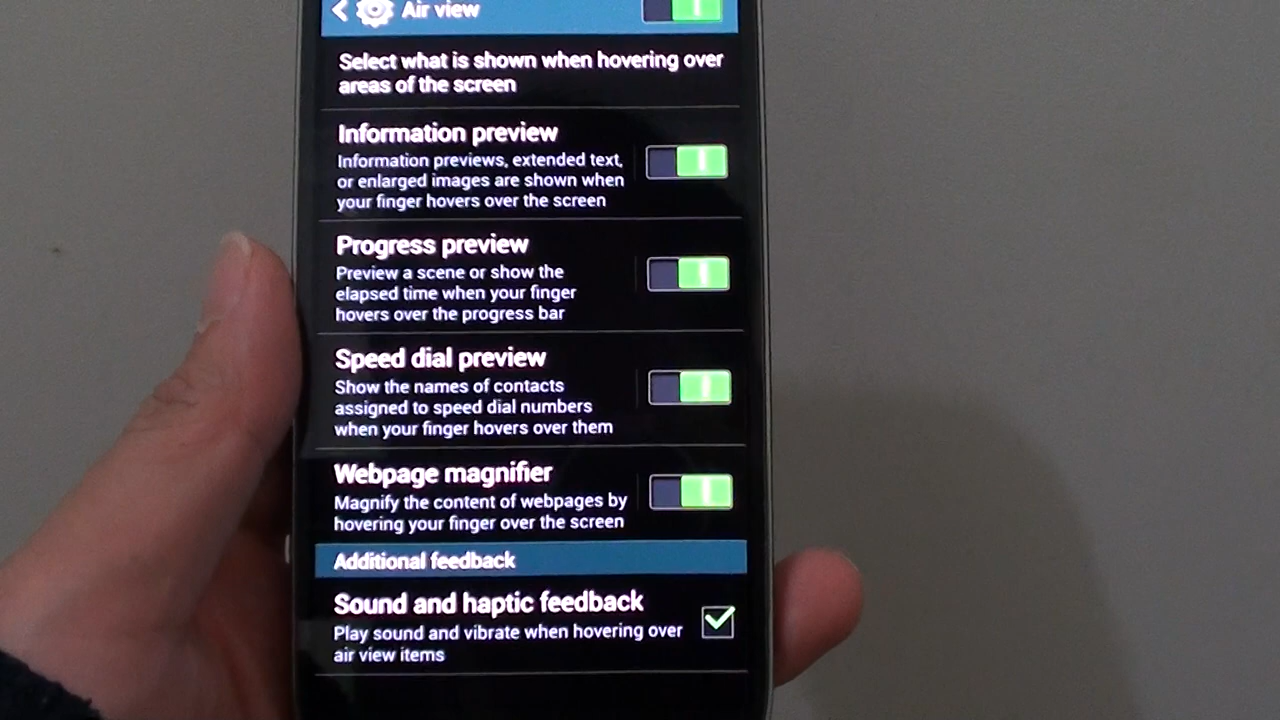 Air view
Select what is shown when hovering over
areas of the screen
Information preview
Information previews, extended text,
or enlarged images are shown when
your finger hovers over the screen
Progress preview
Preview a scene or show the
elapsed time when your finger
hovers over the progress bar
Speed dial preview
Show the names of contacts
assigned to speed dial numbers
when your finger hovers over them
Webpage magnifier
Magnify the content of webpages by
hovering your finger over the screen
Additional feedback
Sound and haptic feedback
Play sound and vibrate when hovering over
air view items